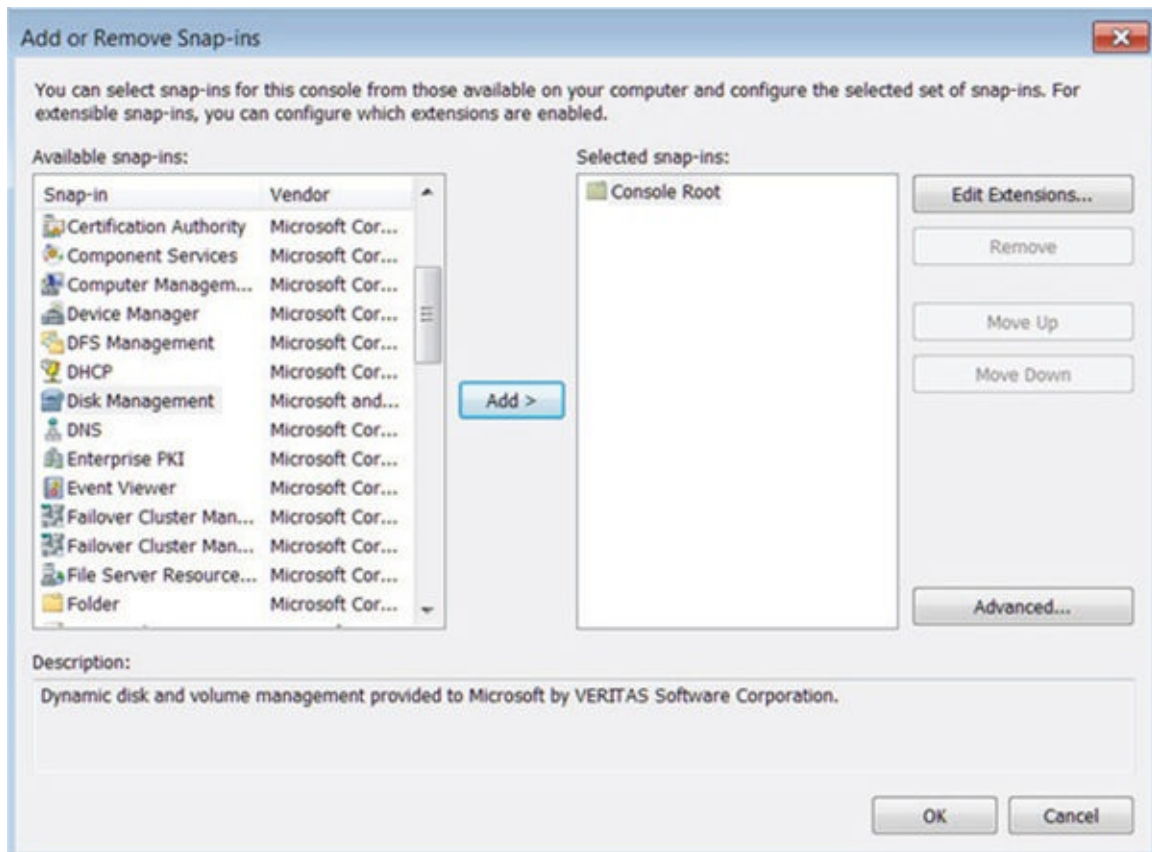 Add or Remove Snap-ins
You can select snap-ins for this console from those available on your computer and configure the selected set of snap-ins. For
extensible snap-ins, you can configure which extensions are enabled.
Available snap-ins:
Snap-in Vendor
Certification Authority Microsoft Cor...
Component Services Microsoft Cor...
Computer Managem... Microsoft Cor...
Device Manager Microsoft Cor...
DFS Management Microsoft Cor...
DHCP Microsoft Cor...
Disk Management Microsoft and...
DNS Microsoft Cor...
Enterprise PKI Microsoft Cor...
Event Viewer Microsoft Cor...
Failover Cluster Man... Microsoft Cor...
Failover Cluster Man... Microsoft Cor...
File Server Resource... Microsoft Cor...
Folder Microsoft Cor...
Add >
Selected snap-ins:
Console Root
Edit Extensions...
Remove
Move Up
Move Down
Advanced...
Description:
Dynamic disk and volume management provided to Microsoft by VERITAS Software Corporation.
OK
Cancel